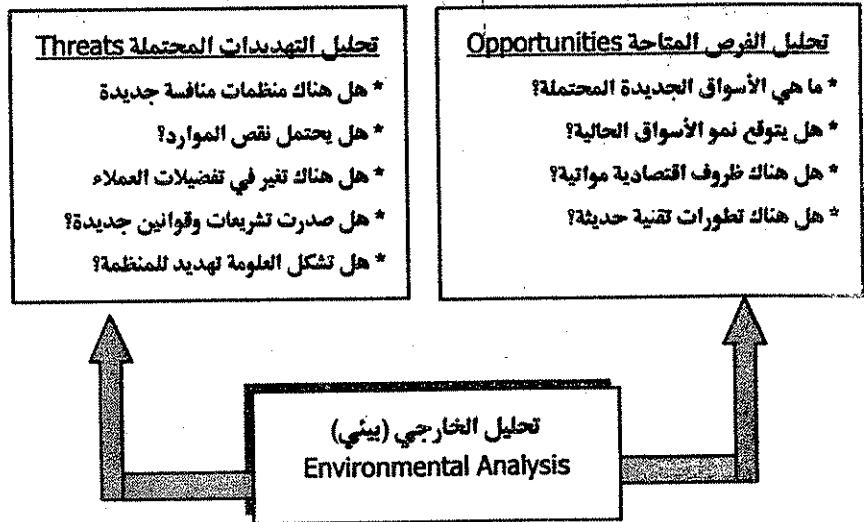 تحليل الفرص المتاحة Opportunities
* ما هي الأسواق الجديدة المحتملة؟
* هل يتوقع نمو الأسواق الحالية؟
* هل هناك ظروف اقتصادية مواتية؟
* هل هناك تطورات تقنية حديثة؟
تحليل التهديدات المحتملة Threats
* هل هناك منظمات منافسة جديدة
* هل يحتمل نقص الموارد؟
* هل هناك تغير في تفضيلات العملاء
* هل صدرت تشريعات وقوانين جديدة؟
* هل تشكل العلومة تهديد للمنظمة؟
تحليل الخارجي (بيئي)
Environmental Analysis